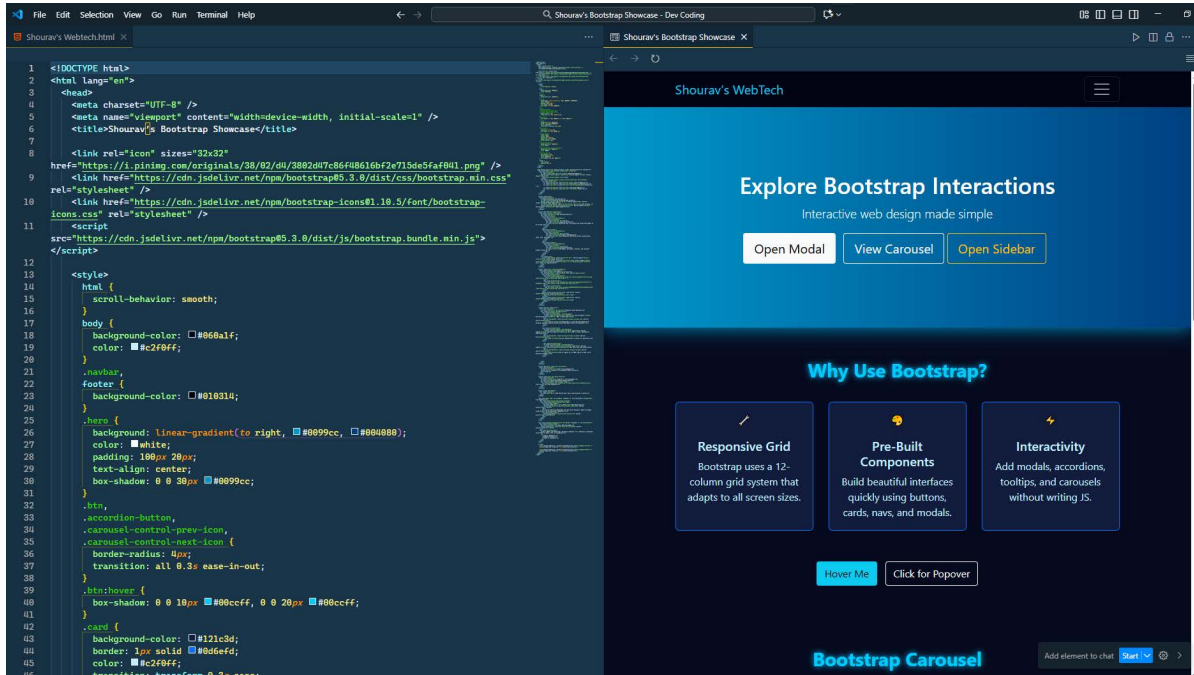 File Edit Selection View Go Run Terminal Help
Shourav's Bootstrap Showcase - Dev Coding
Shourav's Webtech.html
1 <!DOCTYPE html>
2 <html lang="en">
3 <head>
4 <meta charset="UTF-8" />
5 <meta name="viewport" content="width=device-width, initial-scale=1" />
6 <title>Shourav's Bootstrap Showcase</title>
7
8 <link rel="icon" sizes="32x32"
href="https://i.pinimg.com/originals/38/02/d4/3802d47c86f48616bf2e715de5faf041.png" />
9 <link href="https://cdn.jsdelivr.net/npm/bootstrap@5.3.0/dist/css/bootstrap.min.css"
rel="stylesheet" />
10 <link href="https://cdn.jsdelivr.net/npm/bootstrap-icons@1.10.5/font/bootstrap-
icons.css" rel="stylesheet" />
11 <script
src="https://cdn.jsdelivr.net/npm/bootstrap@5.3.0/dist/js/bootstrap.bundle.min.js">
</script>
12
13 <style>
14 html {
15 scroll-behavior: smooth;
16 }
17 body {
18 background-color: #060a1f;
19 color: #c2f0ff;
20 }
21 .navbar,
22 footer {
23 background-color: #010314;
24 }
25 .hero {
26 background: linear-gradient(to right, #0099cc, #004080);
27 color: white;
28 padding: 100px 20px;
29 text-align: center;
30 box-shadow: 0 0 30px #0099cc;
31 }
32 .btn,
33 .accordion-button,
34 .carousel-control-prev-icon,
35 .carousel-control-next-icon {
36 border-radius: 4px;
37 transition: all 0.3s ease-in-out;
38 }
39 .btn:hover {
40 box-shadow: 0 0 10px #00ccff, 0 0 20px #00ccff;
41 }
42 .card {
43 background-color: #121c3d;
44 border: 1px solid #0d6efd;
45 color: #c2f0ff;
Shourav's Bootstrap Showcase
Shourav's WebTech
Explore Bootstrap Interactions
Interactive web design made simple
Open Modal View Carousel Open Sidebar
Why Use Bootstrap?
Responsive Grid
Bootstrap uses a 12-
column grid system that
adapts to all screen sizes.
Pre-Built
Components
Build beautiful interfaces
quickly using buttons,
cards, navs, and modals.
Interactivity
Add modals, accordions,
tooltips, and carousels
without writing JS.
Hover Me Click for Popover
Bootstrap Carousel
Add element to chat Start